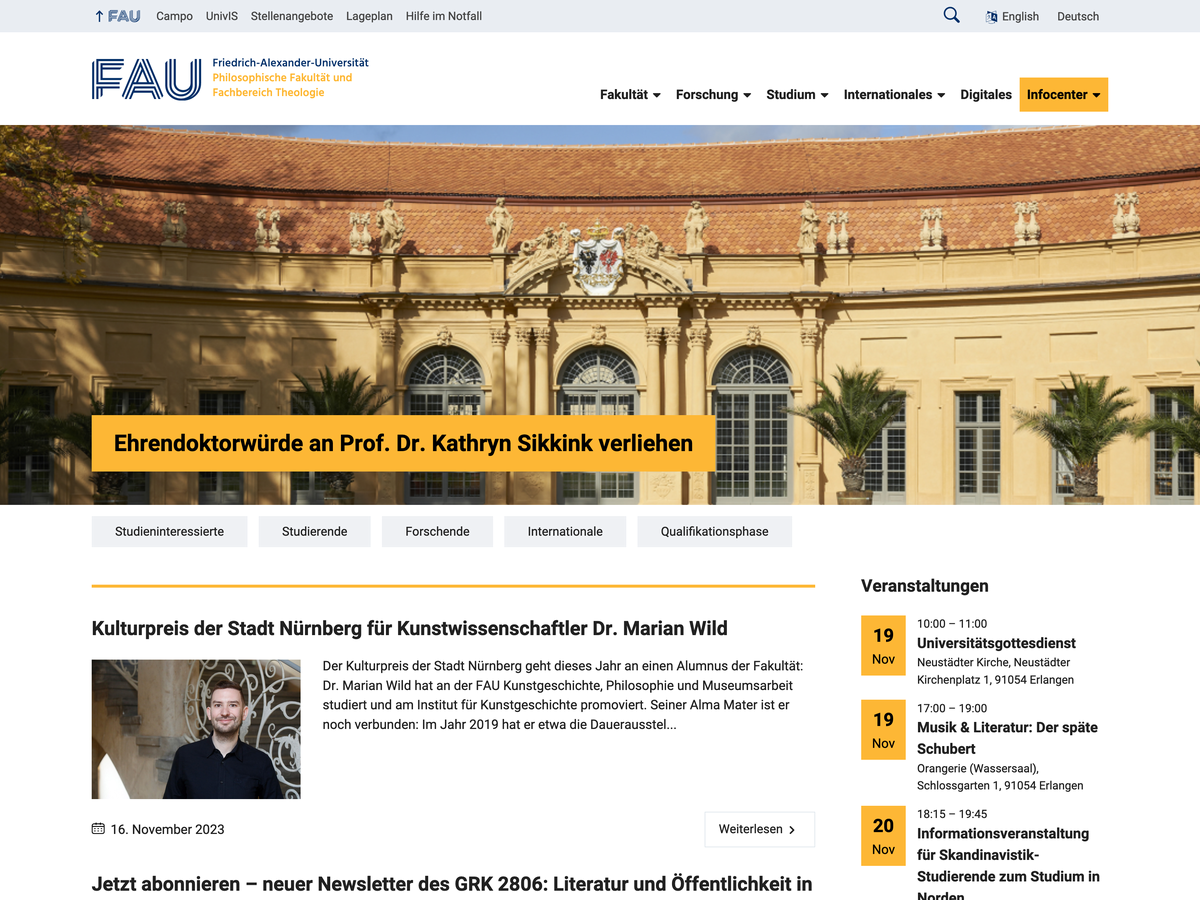 FAU Campo UnivIS Stellenangebote Lageplan Hilfe im Notfall English Deutsch
FAU
Friedrich-Alexander-Universität
Philosophische Fakultät und
Fachbereich Theologie
Fakultät Forschung Studium Internationales Digitales Infocenter
Ehrendoktorwürde an Prof. Dr. Kathryn Sikkink verliehen
Studieninteressierte Studierende Forschende Internationale Qualifikationsphase
Kulturpreis der Stadt Nürnberg für Kunstwissenschaftler Dr. Marian Wild
Der Kulturpreis der Stadt Nürnberg geht dieses Jahr an einen Alumnus der Fakultät:
Dr. Marian Wild hat an der FAU Kunstgeschichte, Philosophie und Museumsarbeit
studiert und am Institut für Kunstgeschichte promoviert. Seiner Alma Mater ist er
noch verbunden: Im Jahr 2019 hat er etwa die Dauerausstel...
16. November 2023
Weiterlesen
Jetzt abonnieren – neuer Newsletter des GRK 2806: Literatur und Öffentlichkeit in
Veranstaltungen
19
Nov
10:00 – 11:00
Universitätsgottesdienst
Neustädter Kirche, Neustädter
Kirchenplatz 1, 91054 Erlangen
19
Nov
17:00 – 19:00
Musik & Literatur: Der späte
Schubert
Orangerie (Wassersaal),
Schlossgarten 1, 91054 Erlangen
20
Nov
18:15 – 19:45
Informationsveranstaltung
für Skandinavistik-
Studierende zum Studium in
Norden